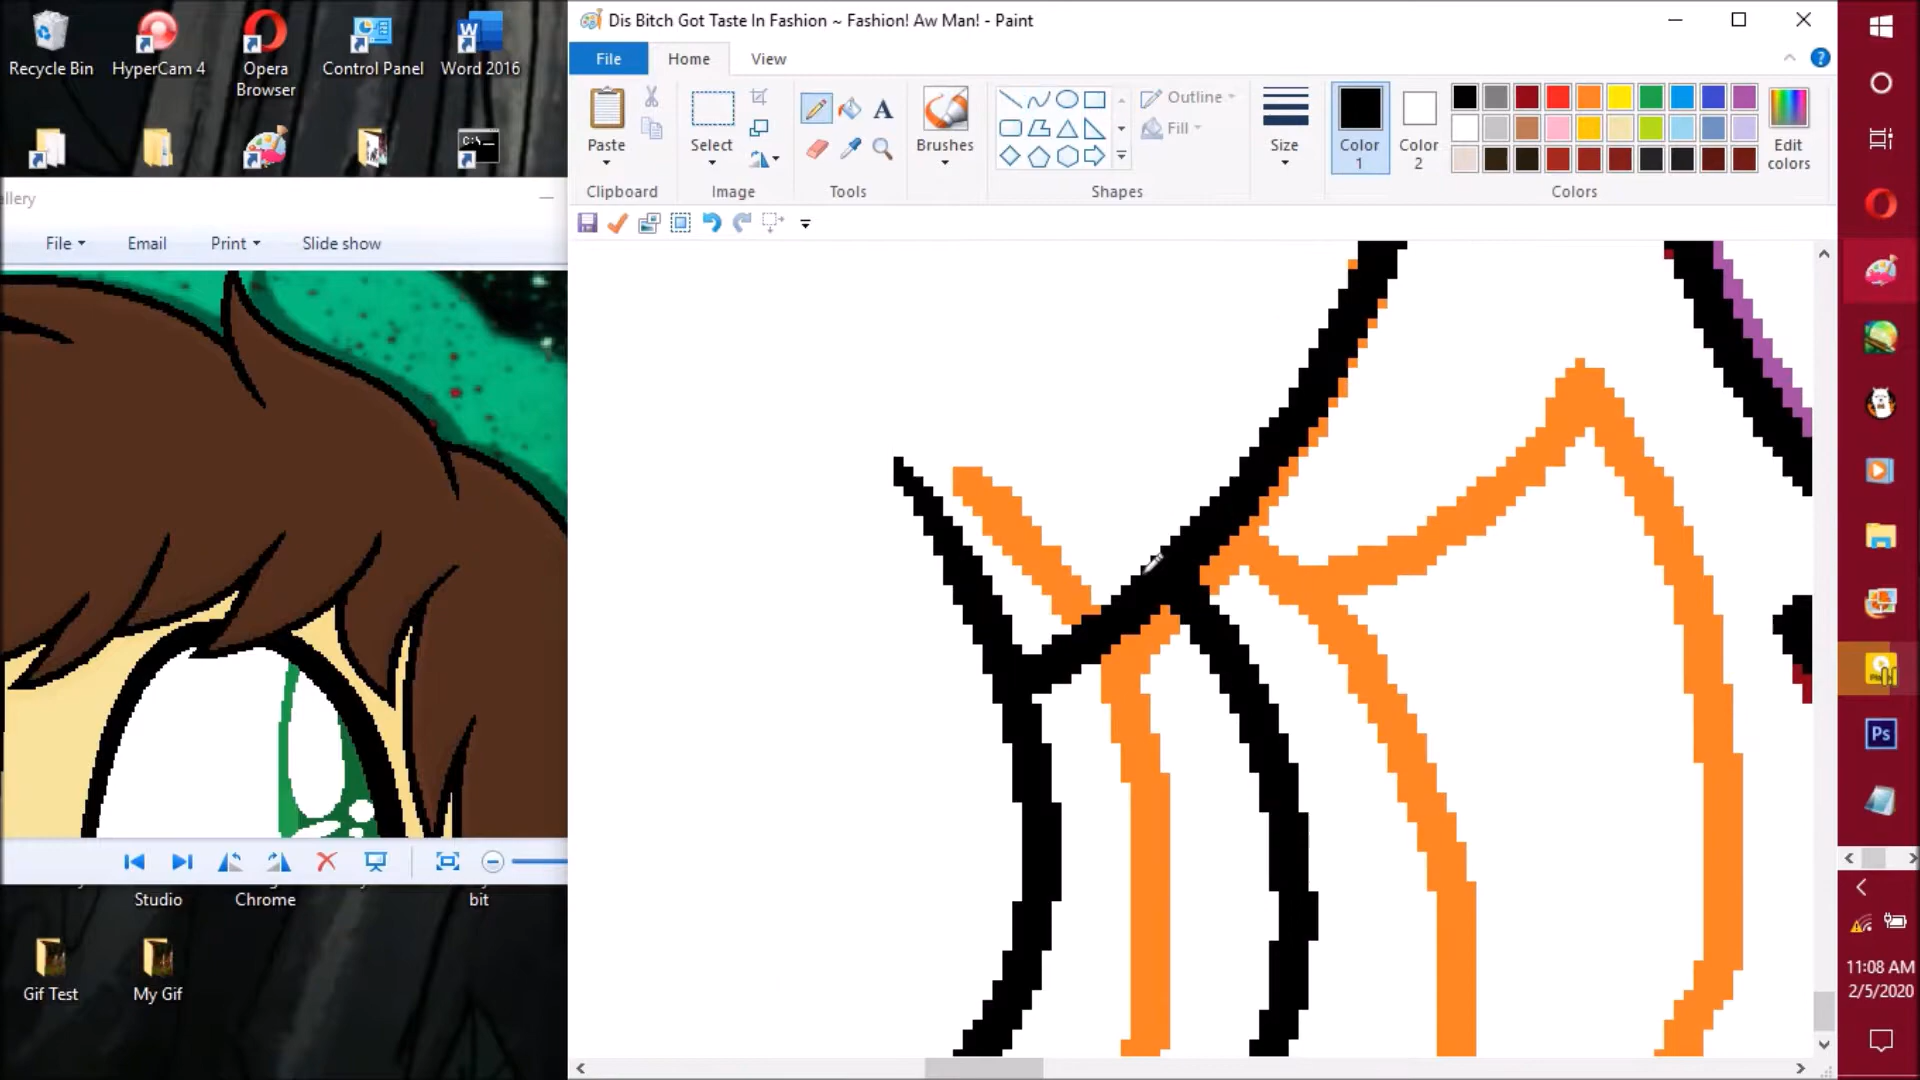 Recycle Bin
HyperCam 4
Opera
Browser
Control Panel
Word 2016
C:\_
allery
File
Email
Print
Slide show
Studio
Chrome
bit
Gif Test
My Gif
Dis Bitch Got Taste In Fashion ~ Fashion! Aw Man! - Paint
File
Home
View
Paste
Clipboard
Select
Image
A
Tools
Brushes
Outline
Fill
Shapes
Size
Color
1
Color
2
Edit
colors
Colors
Ps
11:08 AM
2/5/2020